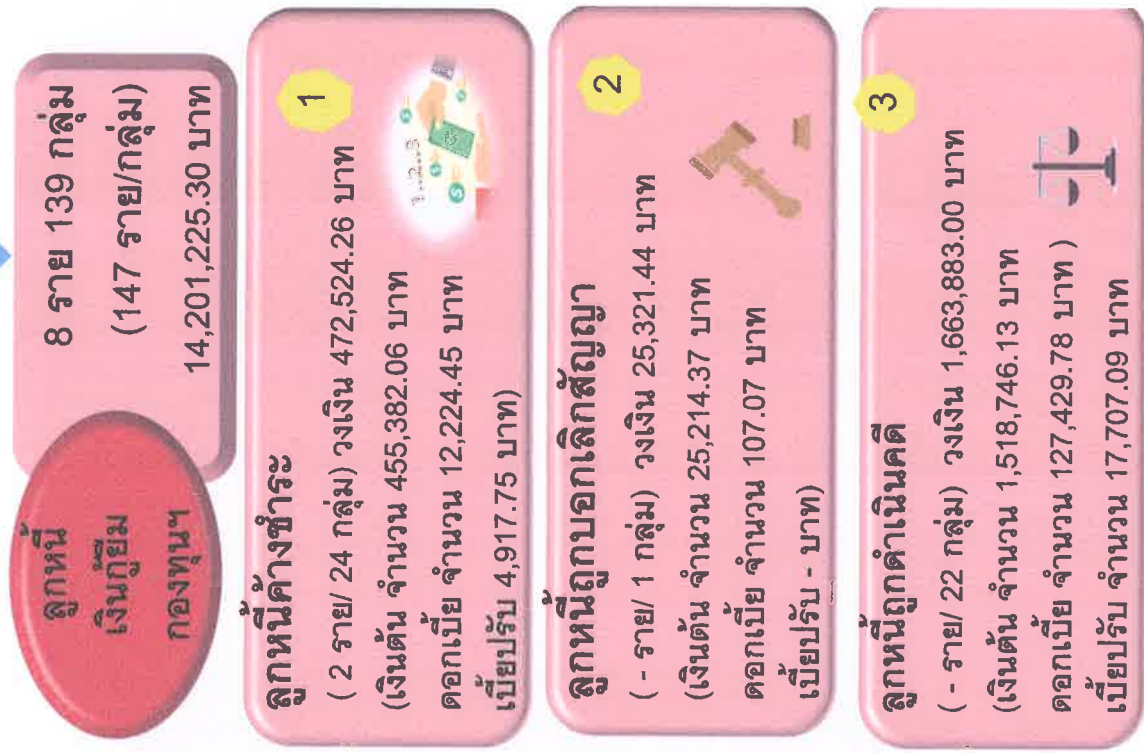 ลูกหนี้
เงินกู้ยืม
กองทุนฯ
8 ราย 139 กลุ่ม
(147 ราย/กลุ่ม)
14,201,225.30 บาท
ลูกหนี้ค้างชำระ
1
( 2 ราย/ 24 กลุ่ม) วงเงิน 472,524.26 บาท
(เงินต้น จำนวน 455,382.06 บาท
ดอกเบี้ย จำนวน 12,224.45 บาท
เบี้ยปรับ 4,917.75 บาท)
ลูกหนี้ถูกบอกเลิกสัญญา
2
( - ราย/ 1 กลุ่ม) วงเงิน 25,321.44 บาท
(เงินต้น จำนวน 25,214.37 บาท
ดอกเบี้ย จำนวน 107.07 บาท
เบี้ยปรับ - บาท)
ลูกหนี้ถูกดำเนินคดี
3
( - ราย/ 22 กลุ่ม) วงเงิน 1,663,883.00 บาท
(เงินต้น จำนวน 1,518,746.13 บาท
ดอกเบี้ย จำนวน 127,429.78 บาท )
เบี้ยปรับ จำนวน 17,707.09 บาท